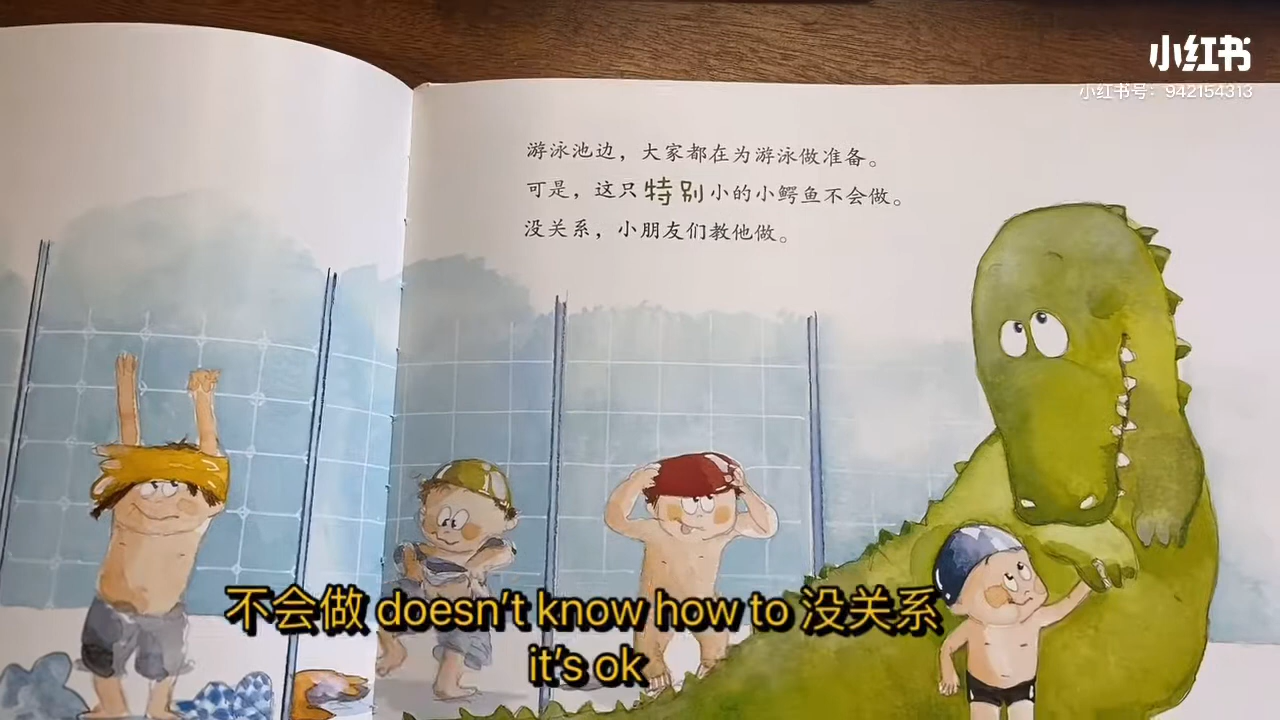 小红书
小红书号：942154313
游泳池边，大家都在为游泳做准备。
可是，这只特别小的小鳄鱼不会做。
没关系，小朋友们教他做。
不会做 doesn't know how to 没关系
it's ok